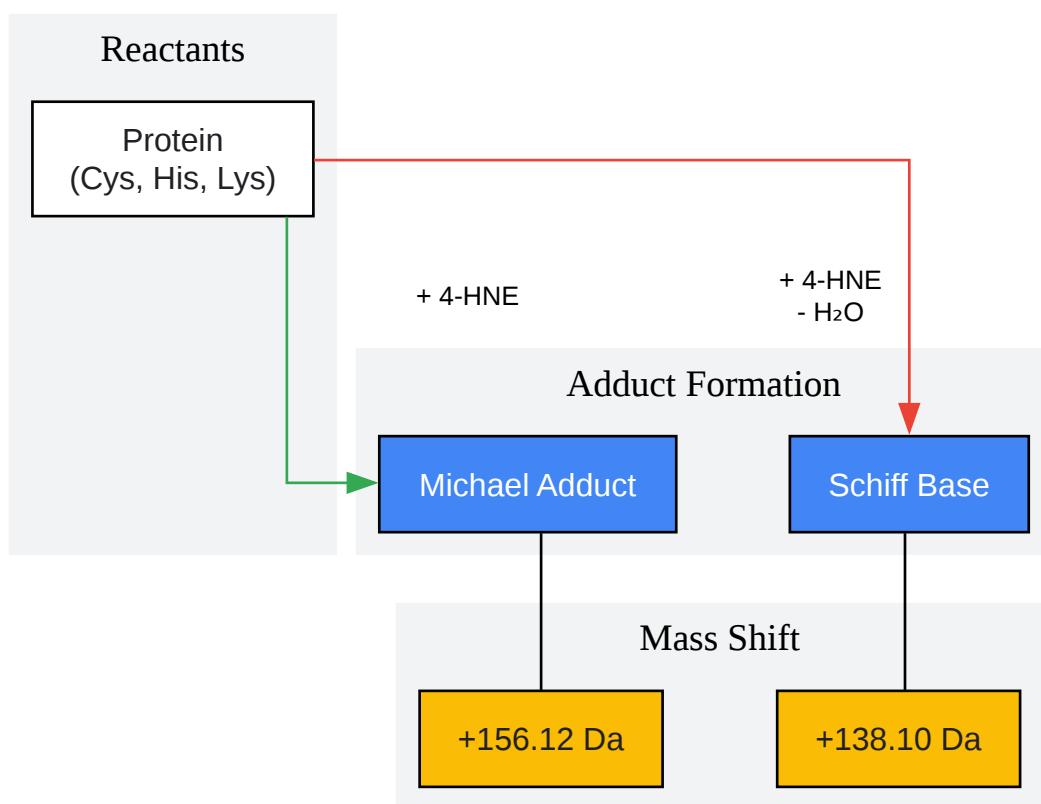 Reactants
Protein
(Cys, His, Lys)
+ 4-HNE
+ 4-HNE
- H₂O
Adduct Formation
Michael Adduct
Schiff Base
Mass Shift
+156.12 Da
+138.10 Da